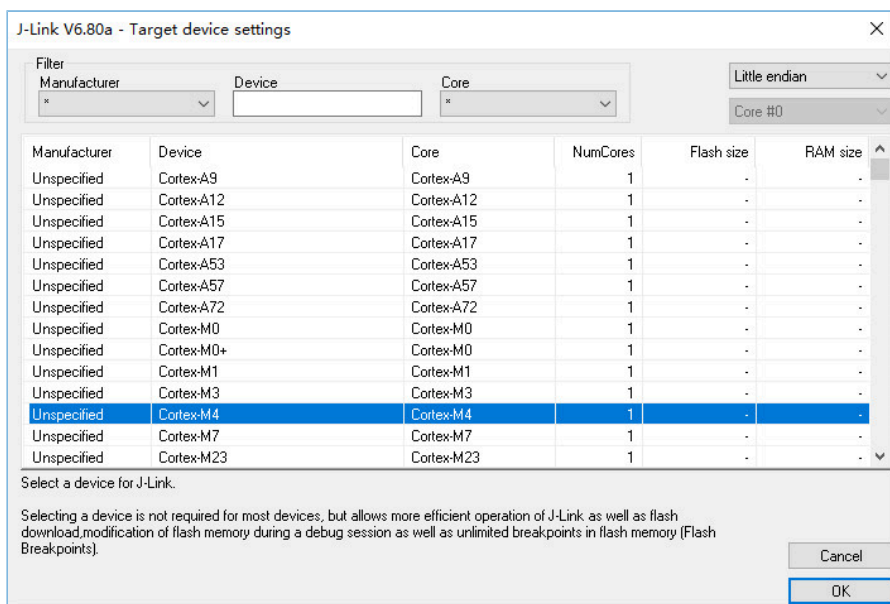 J-Link V6.80a - Target device settings
Filter
Manufacturer Device Core
* *
Little endian
Core #0
Manufacturer Device Core NumCores Flash size RAM size
Unspecified Cortex-A9 Cortex-A9 1 - -
Unspecified Cortex-A12 Cortex-A12 1 - -
Unspecified Cortex-A15 Cortex-A15 1 - -
Unspecified Cortex-A17 Cortex-A17 1 - -
Unspecified Cortex-A53 Cortex-A53 1 - -
Unspecified Cortex-A57 Cortex-A57 1 - -
Unspecified Cortex-A72 Cortex-A72 1 - -
Unspecified Cortex-M0 Cortex-M0 1 - -
Unspecified Cortex-M0+ Cortex-M0 1 - -
Unspecified Cortex-M1 Cortex-M1 1 - -
Unspecified Cortex-M3 Cortex-M3 1 - -
Unspecified Cortex-M4 Cortex-M4 1 - -
Unspecified Cortex-M7 Cortex-M7 1 - -
Unspecified Cortex-M23 Cortex-M23 1 - -
Select a device for J-Link.
Selecting a device is not required for most devices, but allows more efficient operation of J-Link as well as flash
download,modification of flash memory during a debug session as well as unlimited breakpoints in flash memory (Flash
Breakpoints).
Cancel
OK